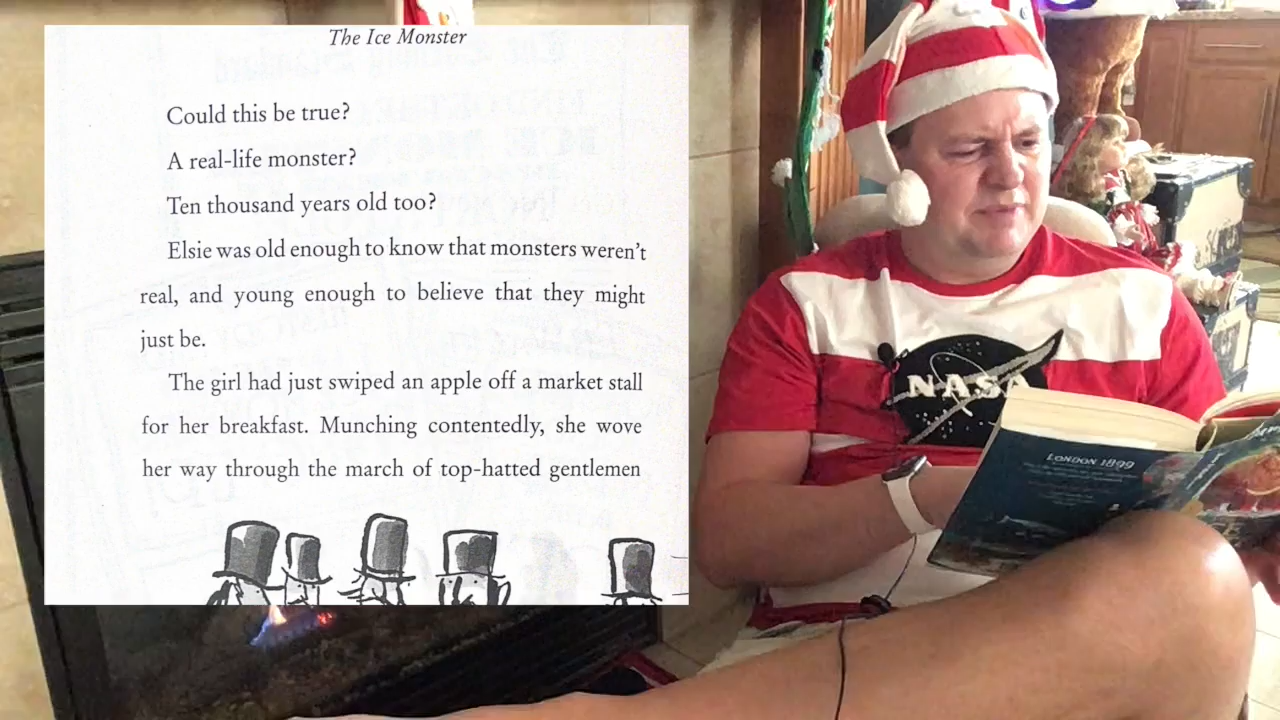 The Ice Monster
Could this be true?
A real-life monster?
Ten thousand years old too?
Elsie was old enough to know that monsters weren't
real, and young enough to believe that they might
just be.
The girl had just swiped an apple off a market stall
for her breakfast. Munching contentedly, she wove
her way through the march of top-hatted gentlemen
NASA
LONDON 1899